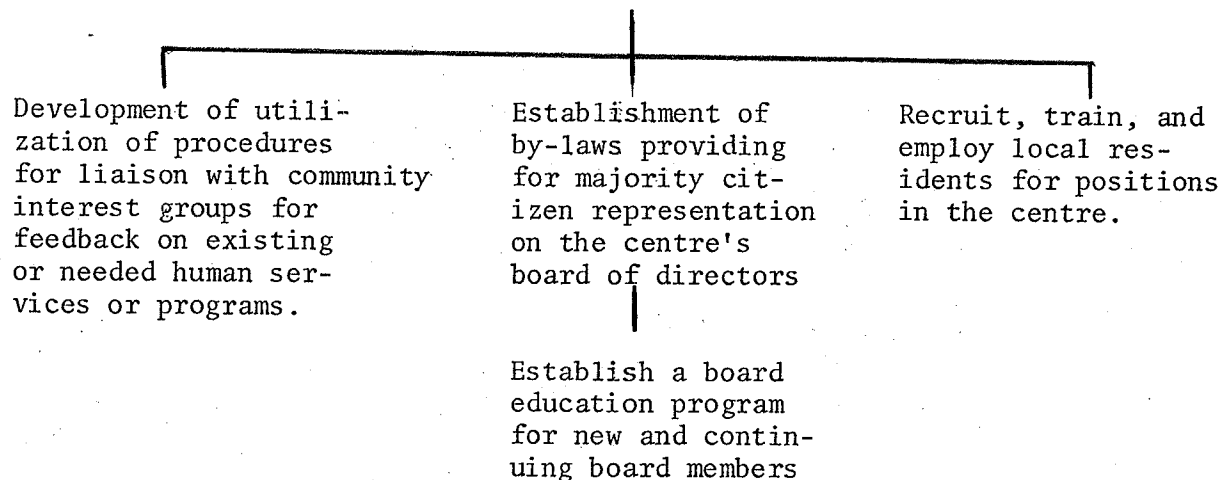 Development of utili-
zation of procedures
for liaison with community
interest groups for
feedback on existing
or needed human ser-
vices or programs.
Establishment of
by-laws providing
for majority cit-
izen representation
on the centre's
board of directors
Establish a board
education program
for new and contin-
uing board members
Recruit, train, and
employ local res-
idents for positions
in the centre.